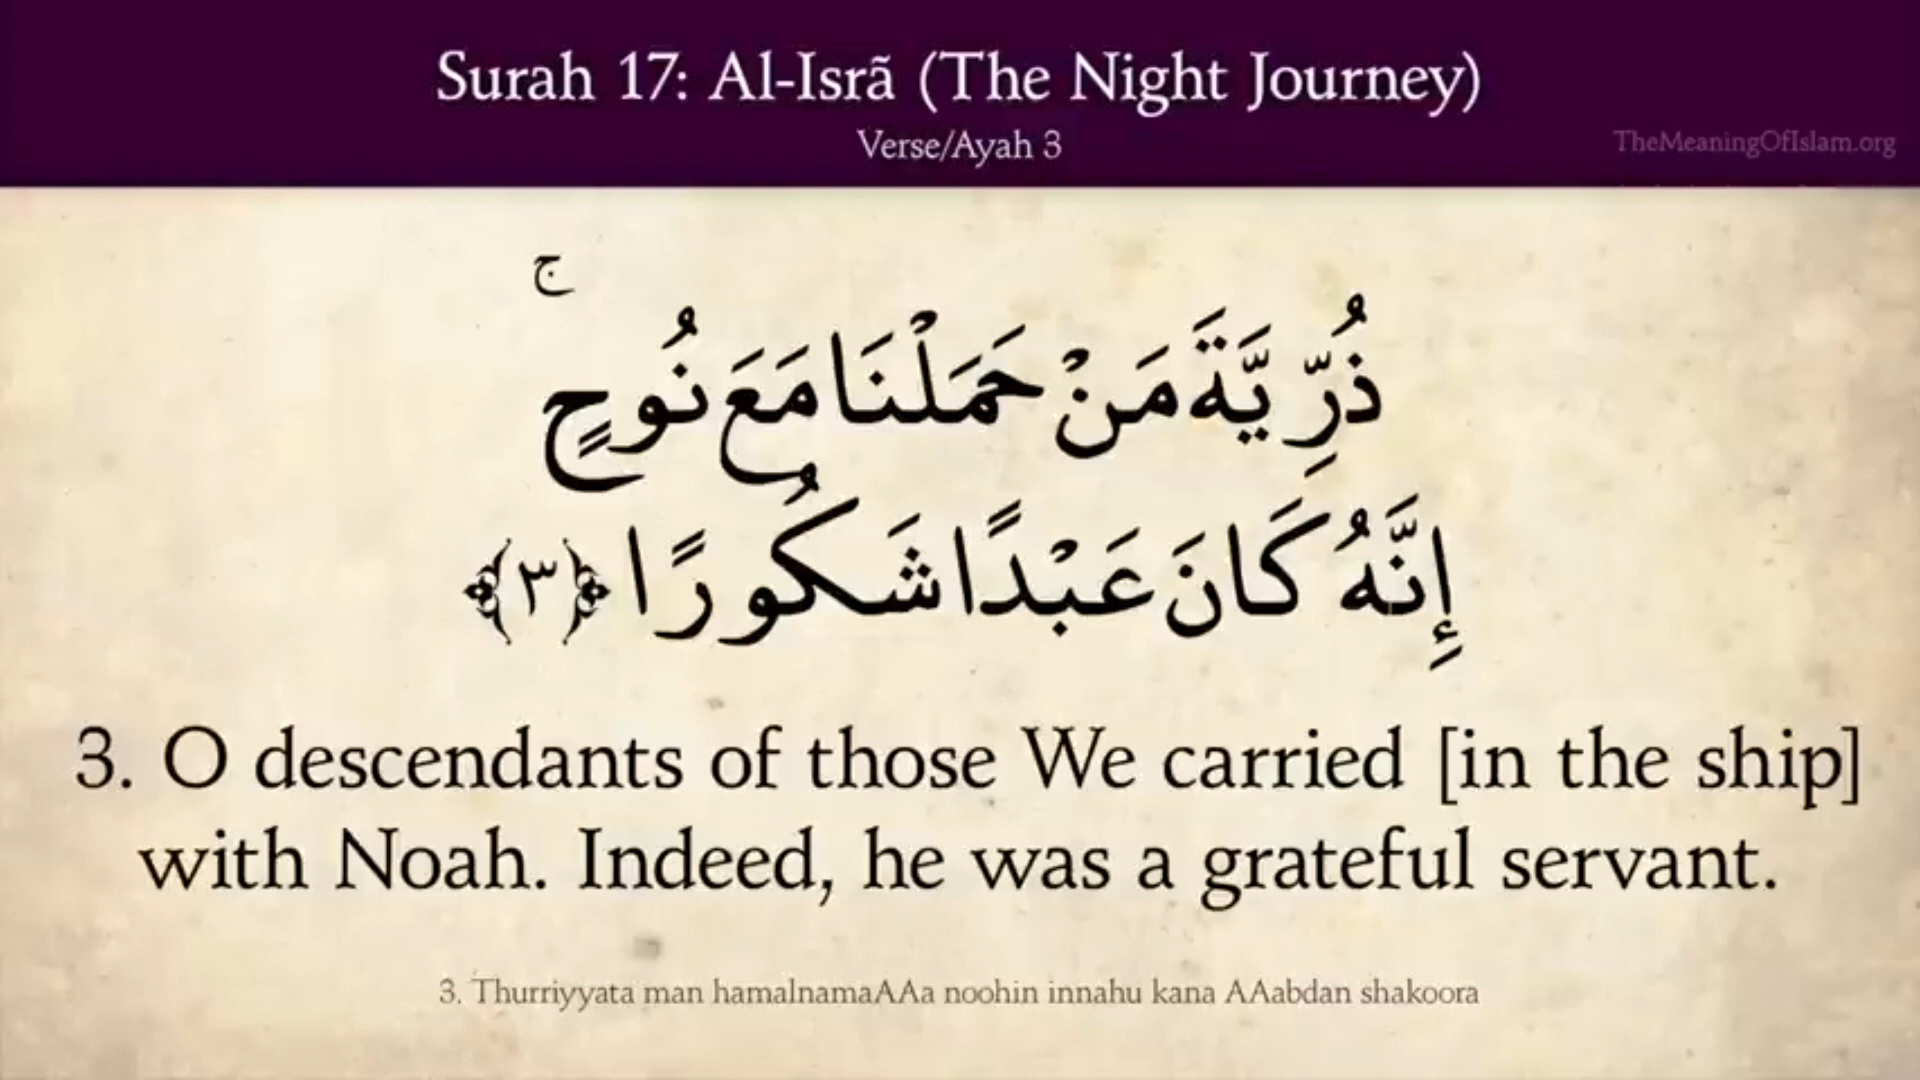 Surah 17: Al-Isrã (The Night Journey)
Verse/Ayah 3
TheMeaningOfIslam.org
ذُرِّيَّةَ مَنْ حَمَلْنَا مَعَ نُوحٍ ۚ
إِنَّهُ كَانَ عَبْدًا شَكُورًا ﴿٣﴾
3. O descendants of those We carried [in the ship]
with Noah. Indeed, he was a grateful servant.
3. Thurriyyata man hamalnamaAAa noohin innahu kana AAabdan shakoora